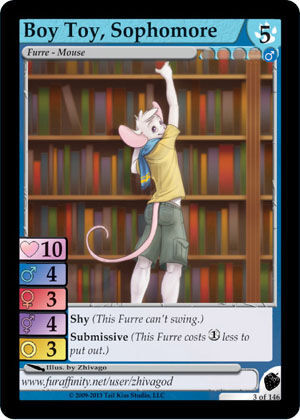 Boy Toy, Sophomore 5
Furre - Mouse
10
4
3
4
3
Shy (This Furre can't swing.)
Submissive (This Furre costs 1 less to
put out.)
Illus. by Zhivago
www.furaffinity.net/user/zhivagod
3 of 146
© 2009-2013 Tail Kiss Studios, LLC